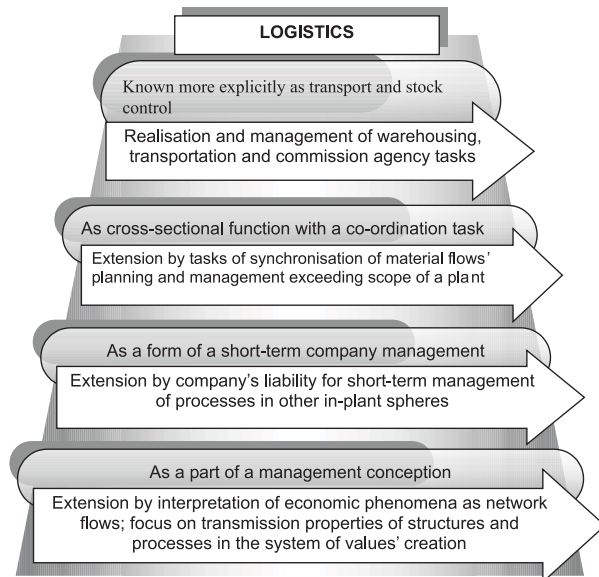 LOGISTICS
Known more explicitly as transport and stock
control
Realisation and management of warehousing,
transportation and commission agency tasks
As cross-sectional function with a co-ordination task
Extension by tasks of synchronisation of material flows'
planning and management exceeding scope of a plant
As a form of a short-term company management
Extension by company's liability for short-term management
of processes in other in-plant spheres
As a part of a management conception
Extension by interpretation of economic phenomena as network
flows; focus on transmission properties of structures and
processes in the system of values' creation